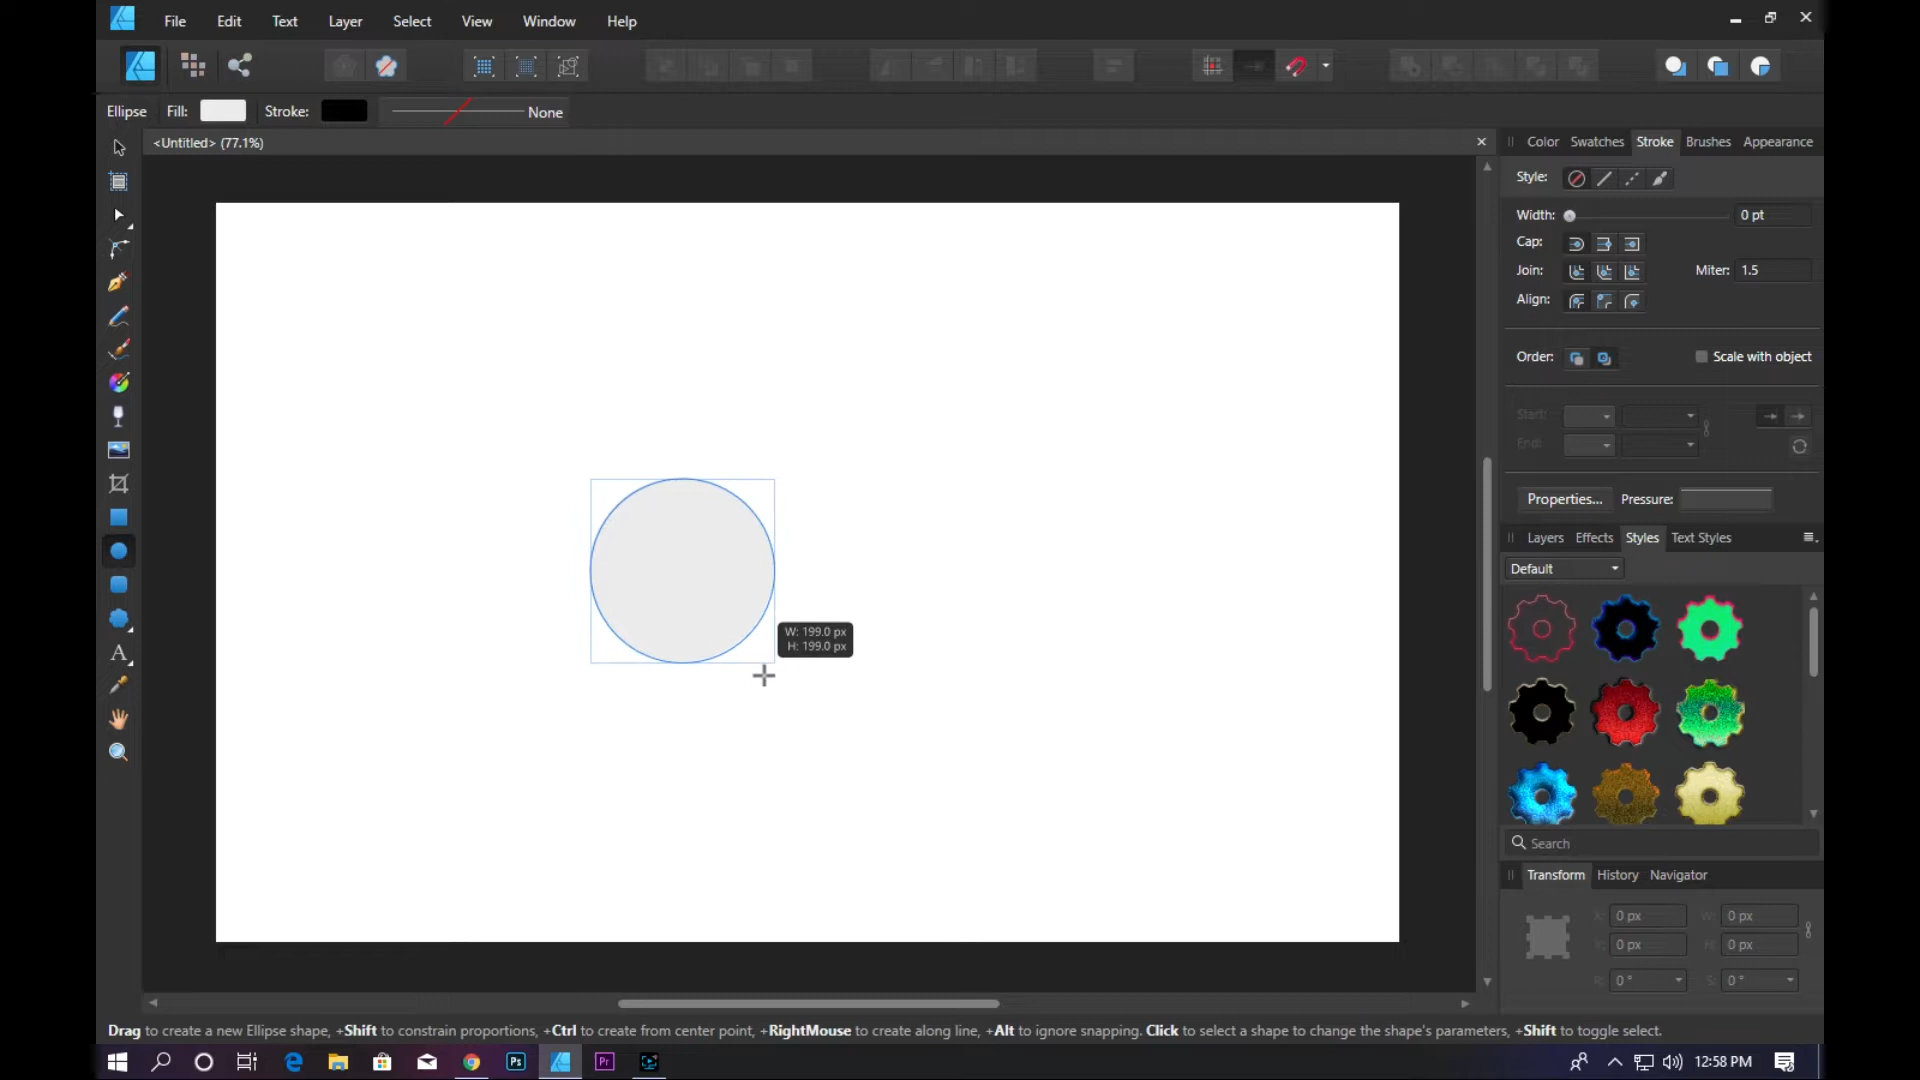 File Edit Text Layer Select View Window Help
Ellipse Fill: Stroke: None
<Untitled> (77.1%)
Color Swatches Stroke Brushes Appearance
Style:
Width: 0 pt
Cap:
Join: Miter: 1.5
Align:
Order: Scale with object
Start:
End:
Properties... Pressure:
Layers Effects Styles Text Styles
Default
W: 199.0 px
H: 199.0 px
Search
Transform History Navigator
X: 0 px W: 0 px
Y: 0 px H: 0 px
R: 0 ° S: 0 °
Drag to create a new Ellipse shape, +Shift to constrain proportions, +Ctrl to create from center point, +RightMouse to create along line, +Alt to ignore snapping. Click to select a shape to change the shape's parameters, +Shift to toggle select.
Ps Pr 12:58 PM